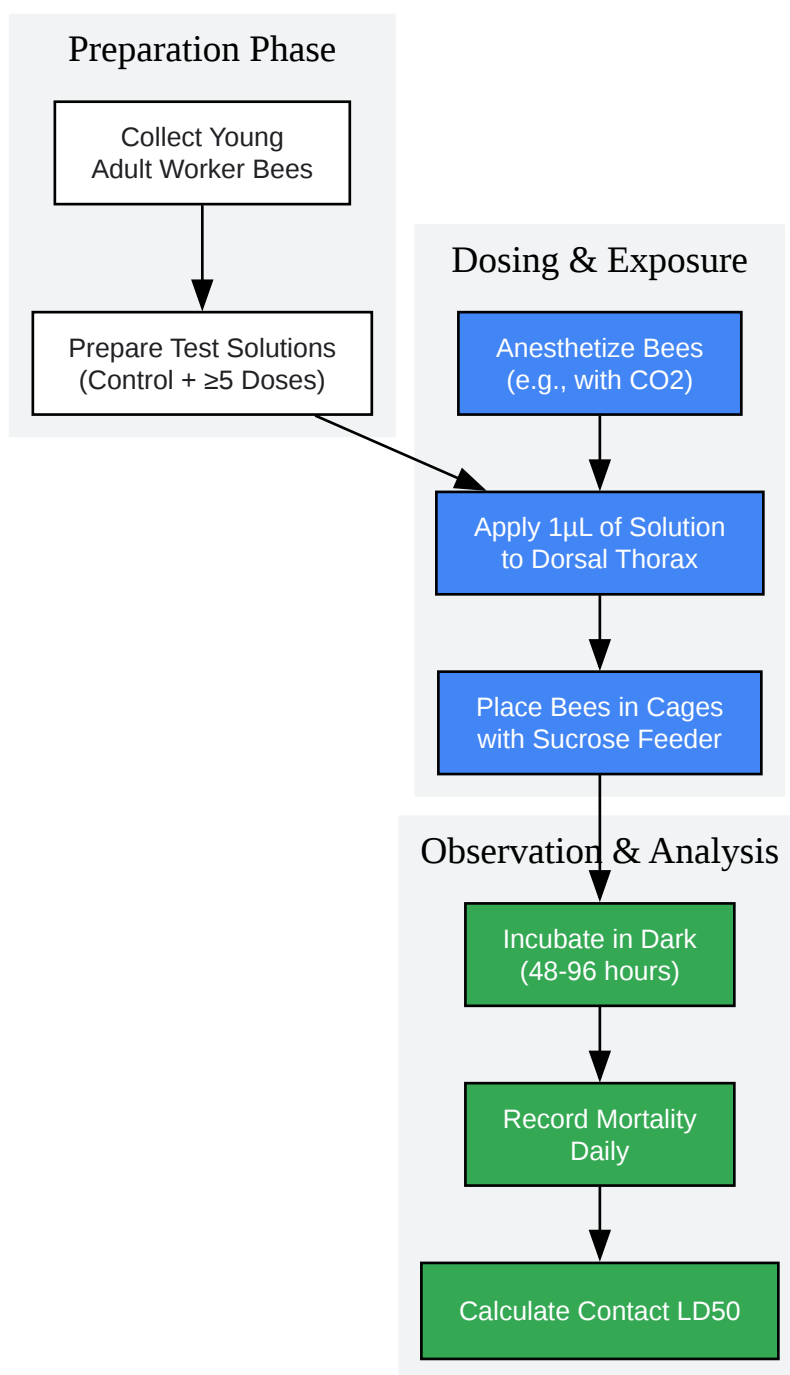 Preparation Phase
Collect Young
Adult Worker Bees
Prepare Test Solutions
(Control + ≥5 Doses)
Dosing & Exposure
Anesthetize Bees
(e.g., with CO2)
Apply 1µL of Solution
to Dorsal Thorax
Place Bees in Cages
with Sucrose Feeder
Observation & Analysis
Incubate in Dark
(48-96 hours)
Record Mortality
Daily
Calculate Contact LD50